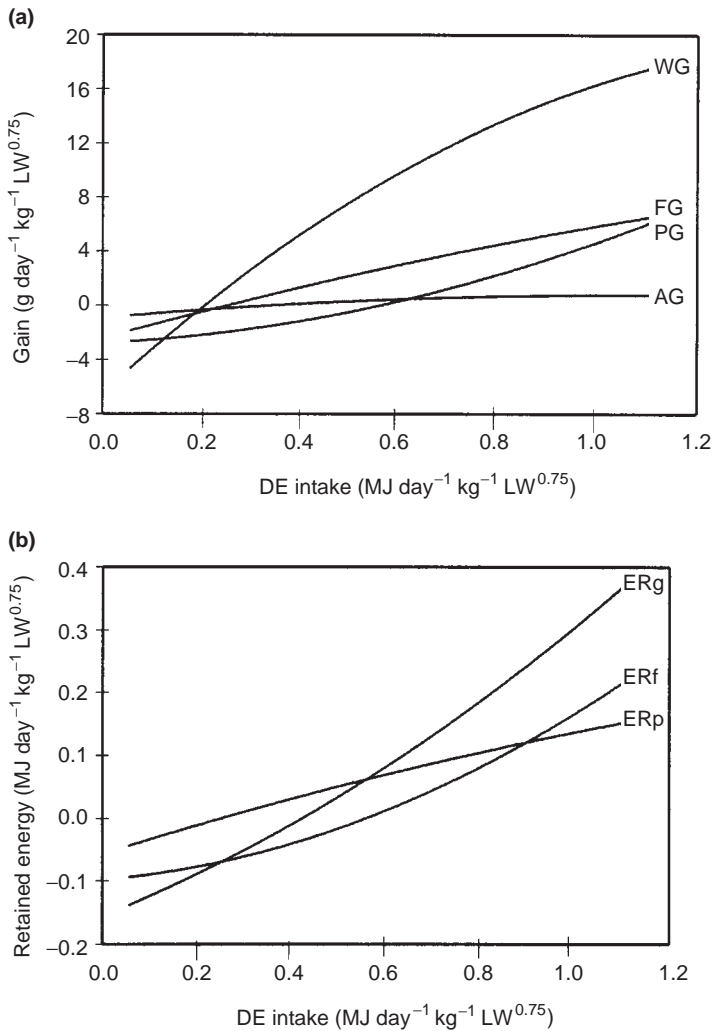 (a)
20
16
12
8
4
0
−4
−8
Gain (g day⁻¹ kg⁻¹ LW⁰·⁷⁵)
WG
FG
PG
AG
0.0 0.2 0.4 0.6 0.8 1.0 1.2
DE intake (MJ day⁻¹ kg⁻¹ LW⁰·⁷⁵)
(b)
0.4
0.3
0.2
0.1
0.0
−0.1
−0.2
Retained energy (MJ day⁻¹ kg⁻¹ LW⁰·⁷⁵)
ERg
ERf
ERp
0.0 0.2 0.4 0.6 0.8 1.0 1.2
DE intake (MJ day⁻¹ kg⁻¹ LW⁰·⁷⁵)